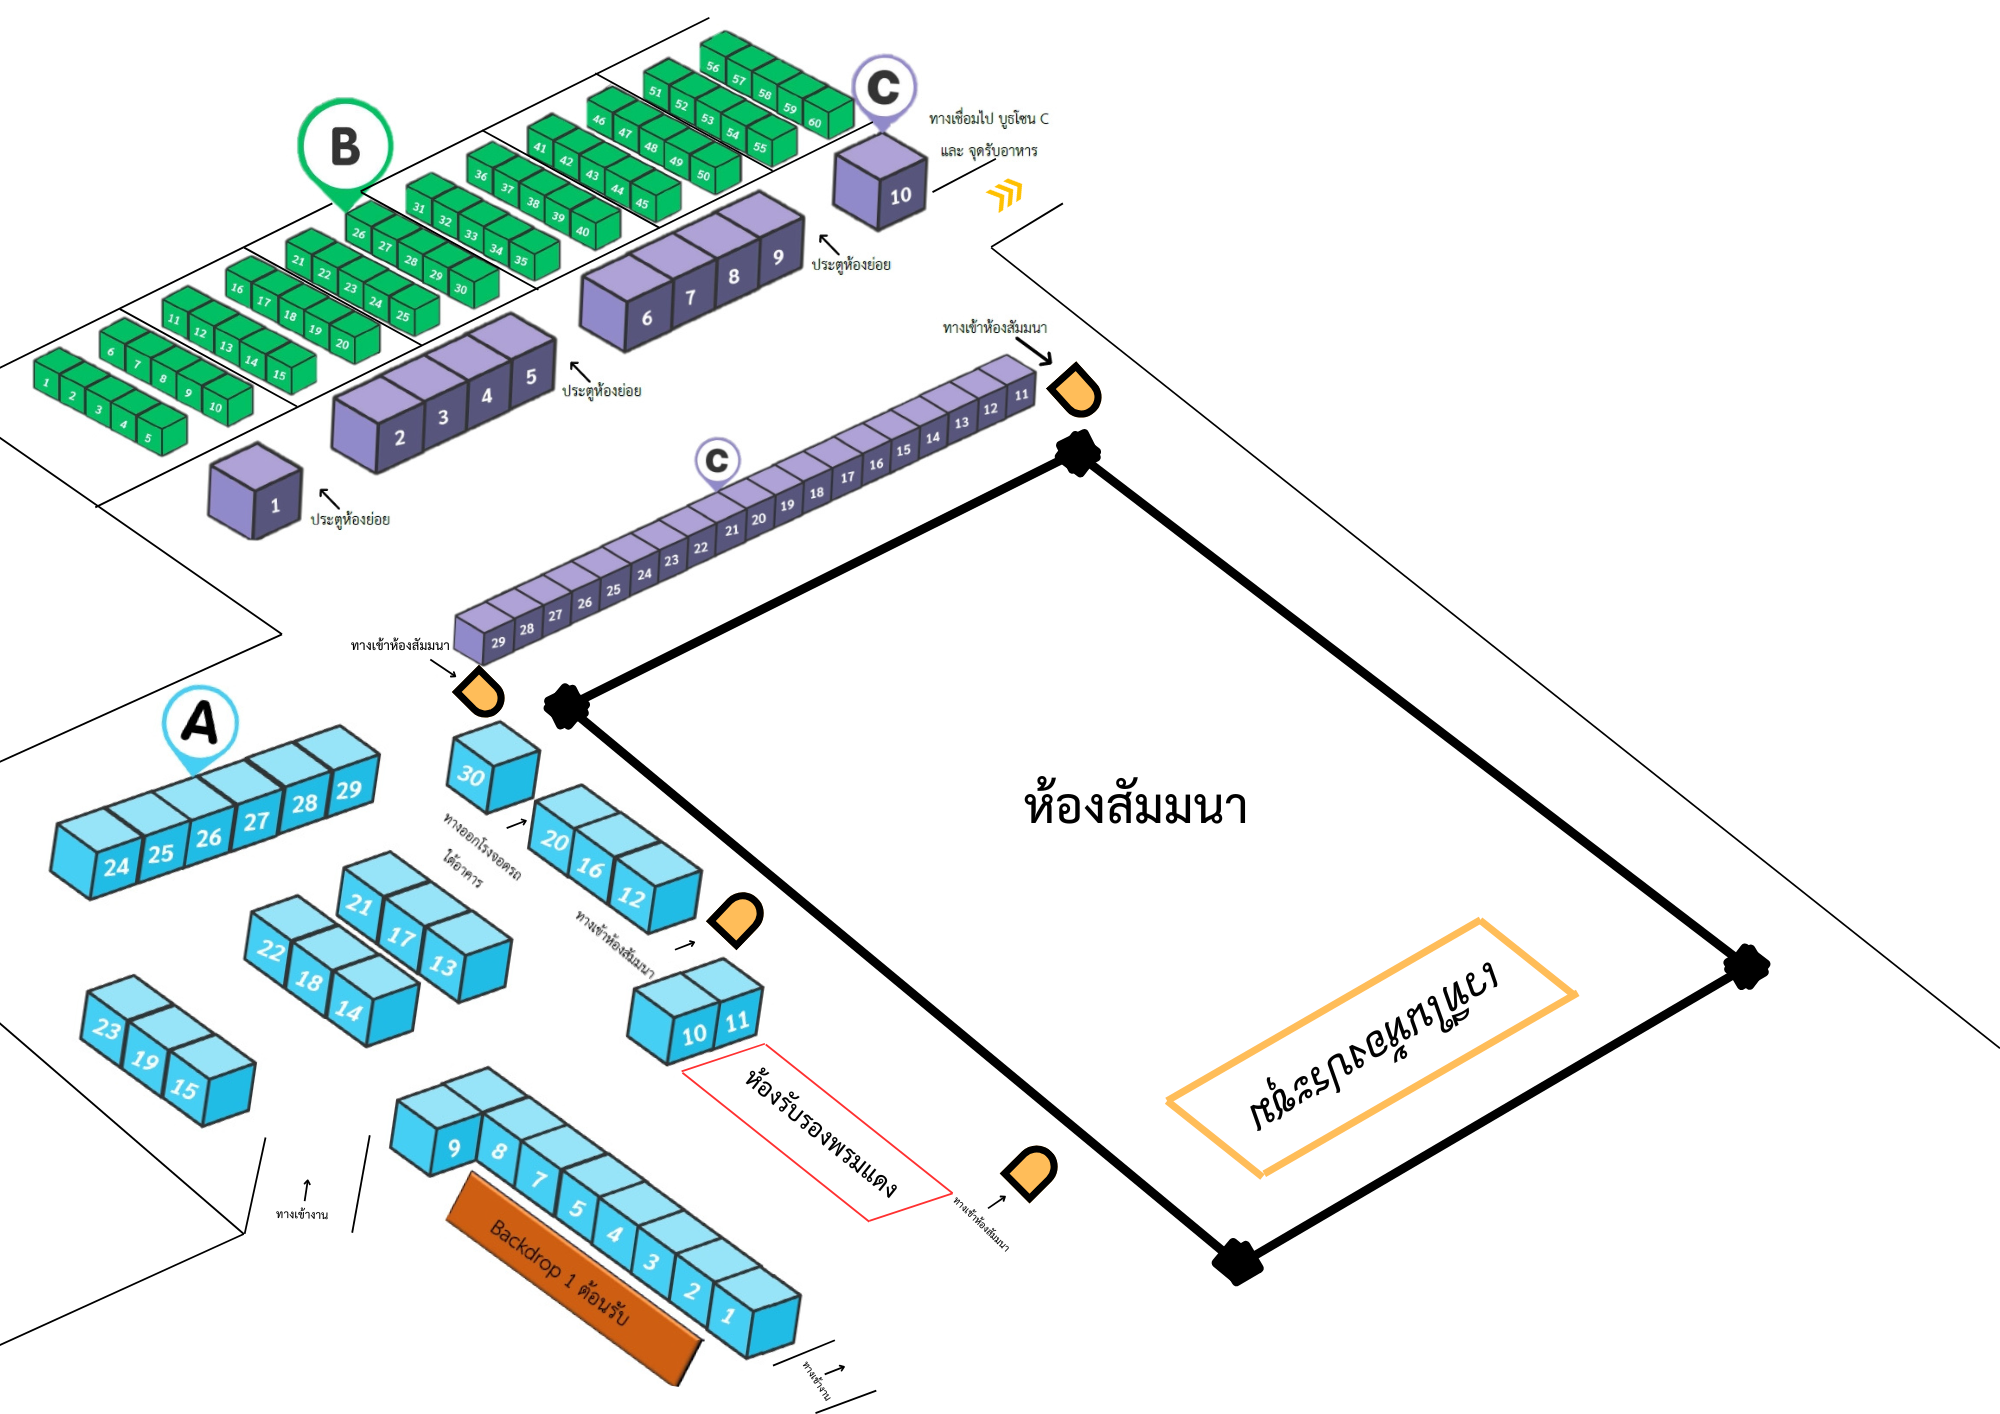 56 57 58 59 60
51 52 53 54 55
46 47 48 49 50
41 42 43 44 45
36 37 38 39 40
31 32 33 34 35
26 27 28 29 30
21 22 23 24 25
16 17 18 19 20
11 12 13 14 15
6 7 8 9 10
1 2 3 4 5
B
C
ทางเชื่อมไป บูธโซน C
และ จุดรับอาหาร
10
6 7 8 9
ประตูห้องย่อย
2 3 4 5
ประตูห้องย่อย
1
ประตูห้องย่อย
ทางเข้าห้องสัมมนา
C
29 28 27 26 25 24 23 22 21 20 19 18 17 16 15 14 13 12 11
ทางเข้าห้องสัมมนา
A
24 25 26 27 28 29
30
ทางออกโรงจอดรถ
ใต้อาคาร
20 16 12
21 17 13
22 18 14
23 19 15
ทางเข้าห้องสัมมนา
10 11
ห้องสัมมนา
เวทีในห้องประชุม
ห้องรับรองพรมแดง
ทางเข้าห้องสัมมนา
9 8 7 5 4 3 2 1
Backdrop 1 ต้อนรับ
ทางเข้างาน
ทางเข้างาน